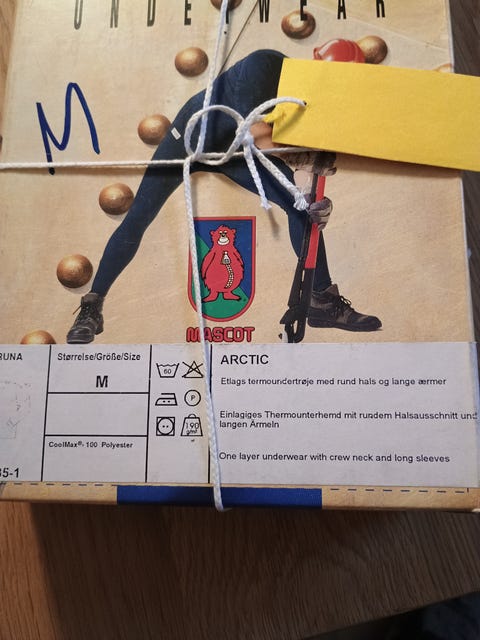 UNDERWEAR
M
MASCOT
RUNA
Størrelse/Größe/Size
M
60
P
190
g/m²
CoolMax®- 100 Polyester
35-1
ARCTIC
Etlags termoundertrøje med rund hals og lange ærmer
Einlagiges Thermounterhemd mit rundem Halsausschnitt und
langen Ärmeln
One layer underwear with crew neck and long sleeves